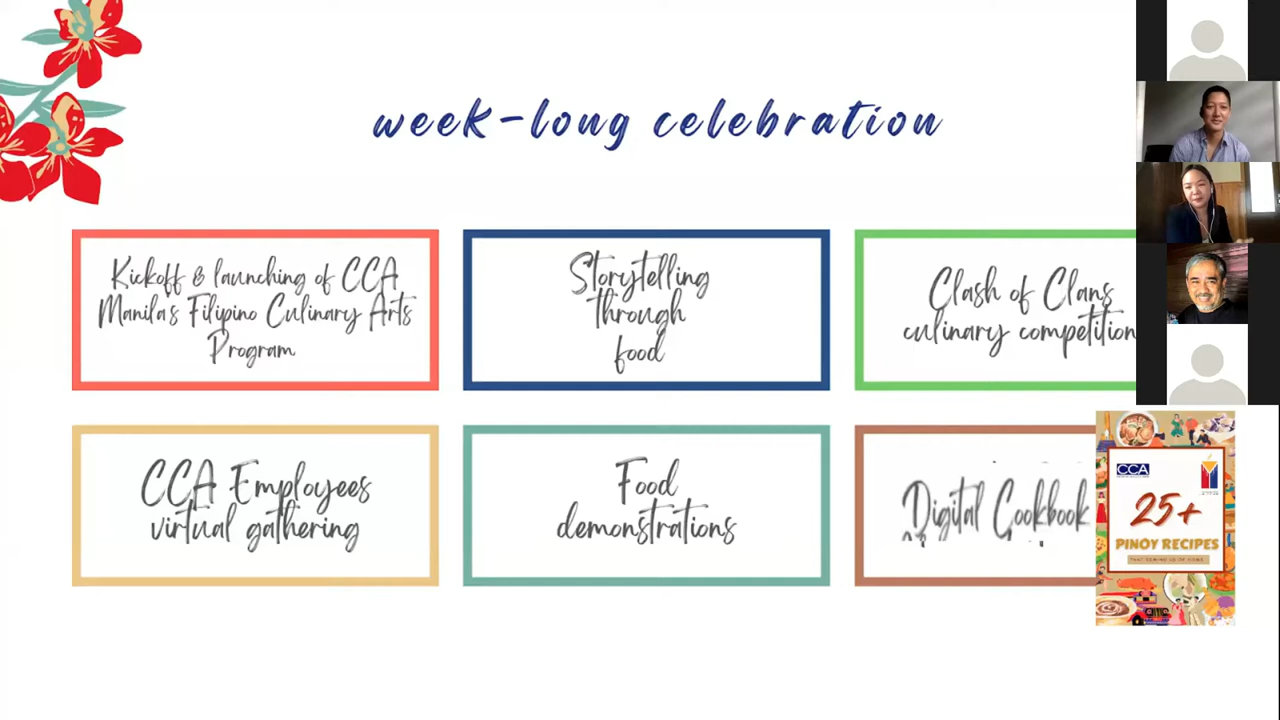 week-long celebration
Kickoff & launching of CCA
Manila's Filipino Culinary Arts
Program
Storytelling
through
food
Clash of Clans
culinary competition
CCA Employees
virtual gathering
Food
demonstrations
Digital Cookbook
CCA
25+
PINOY RECIPES